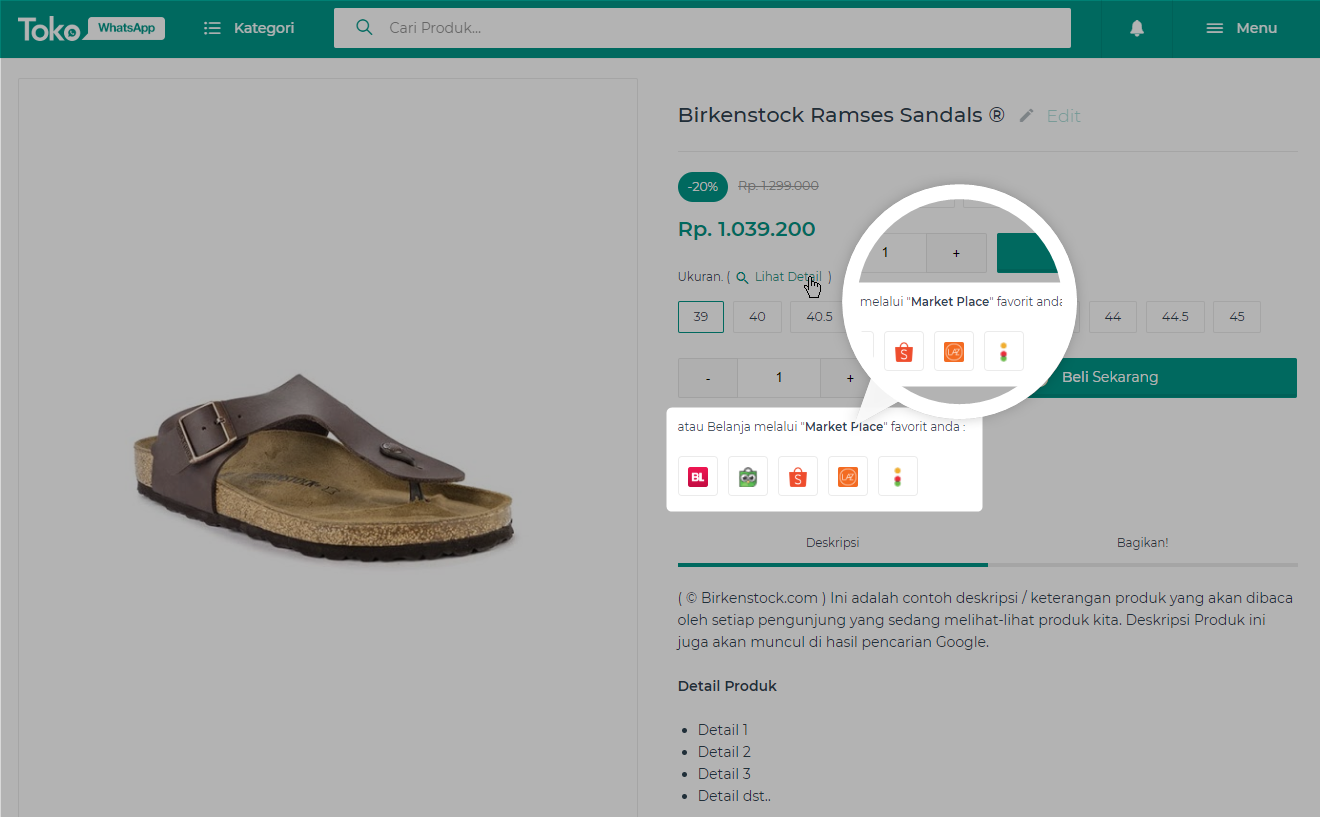 Toko WhatsApp
Kategori
Cari Produk...
Menu
Birkenstock Ramses Sandals ®
Edit
-20%
Rp. 1.299.000
Rp. 1.039.200
Ukuran. ( Lihat Detail )
39 40 40.5 44 44.5 45
- 1 +
Beli Sekarang
1 +
melalui "Market Place" favorit anda
S LAZ
atau Belanja melalui "Market Place" favorit anda :
BL S LAZ
Deskripsi
Bagikan!
( © Birkenstock.com ) Ini adalah contoh deskripsi / keterangan produk yang akan dibaca
oleh setiap pengunjung yang sedang melihat-lihat produk kita. Deskripsi Produk ini
juga akan muncul di hasil pencarian Google.
Detail Produk
Detail 1
Detail 2
Detail 3
Detail dst..